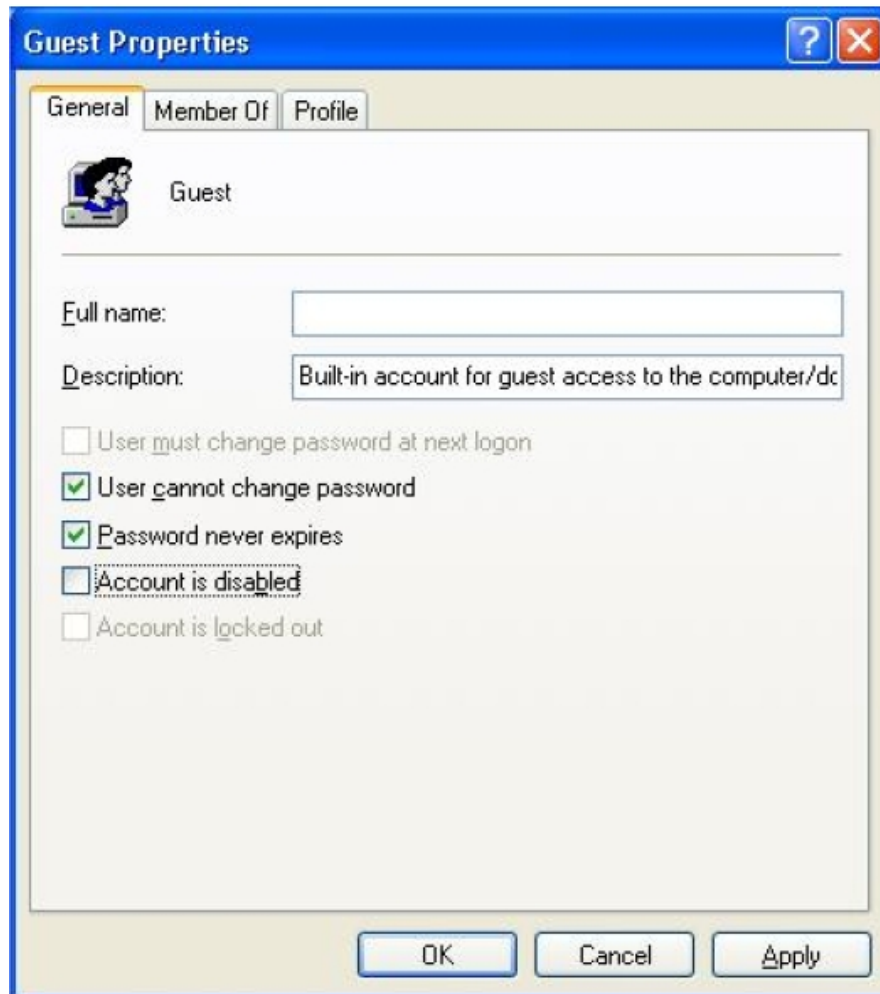 Guest Properties
General Member Of Profile
Guest
Full name:
Description: Built-in account for guest access to the computer/dc
User must change password at next logon
User cannot change password
Password never expires
Account is disabled
Account is locked out
OK Cancel Apply